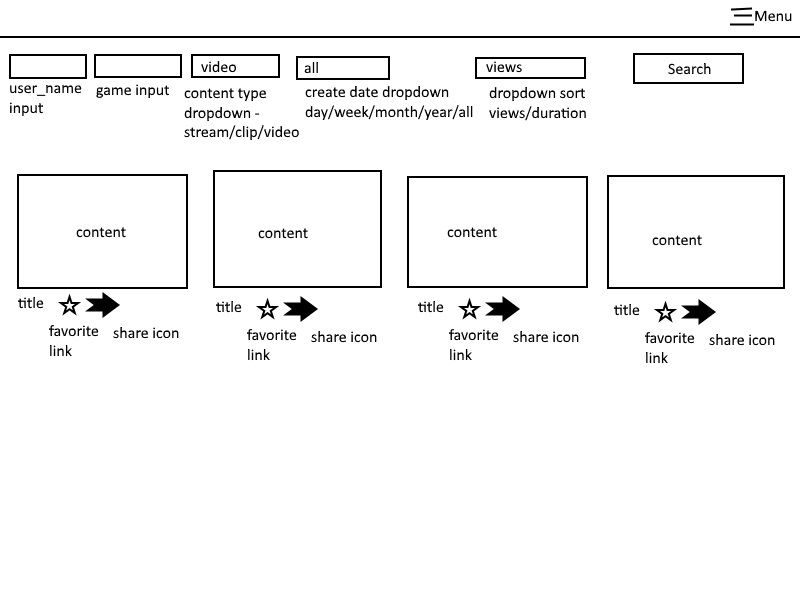 Menu
video
all
views
Search
user_name
input
game input
content type
dropdown -
stream/clip/video
create date dropdown
day/week/month/year/all
dropdown sort
views/duration
content
content
content
content
title
favorite
link
share icon
title
favorite
link
share icon
title
favorite
link
share icon
title
favorite
link
share icon